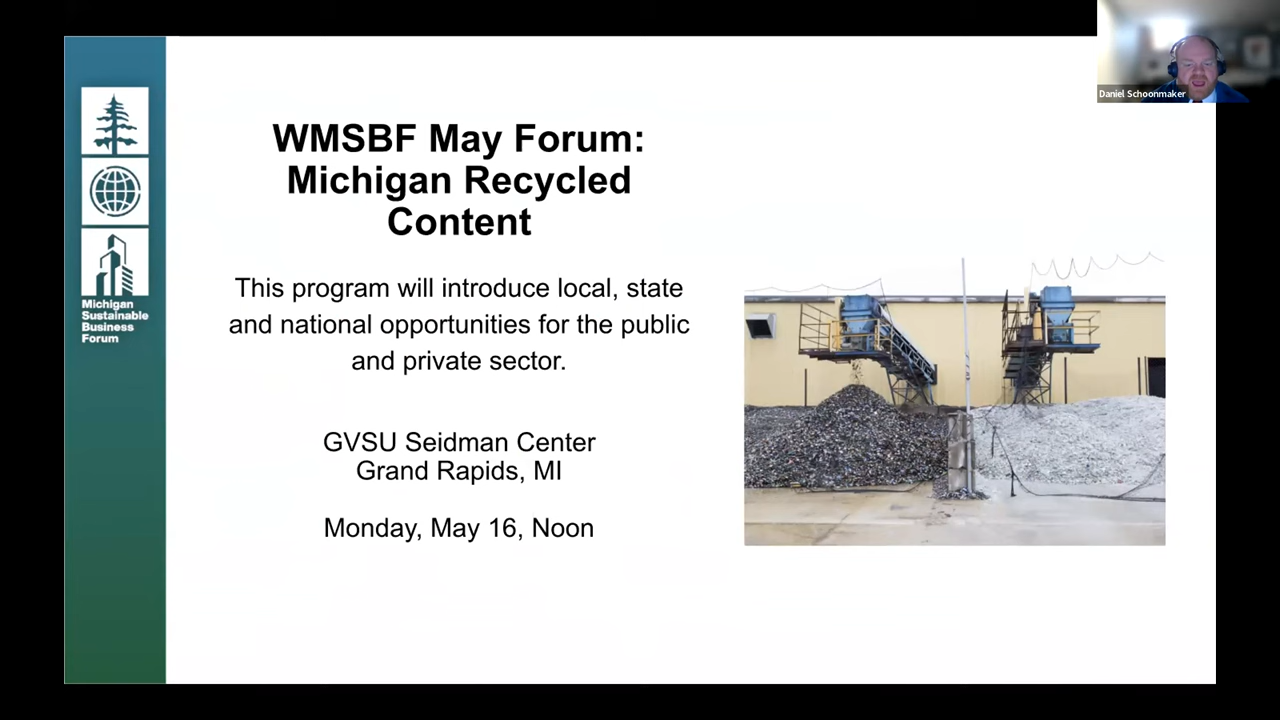 Daniel Schoonmaker
WMSBF May Forum:
Michigan Recycled
Content
This program will introduce local, state
and national opportunities for the public
and private sector.
GVSU Seidman Center
Grand Rapids, MI
Monday, May 16, Noon
Michigan
Sustainable
Business
Forum